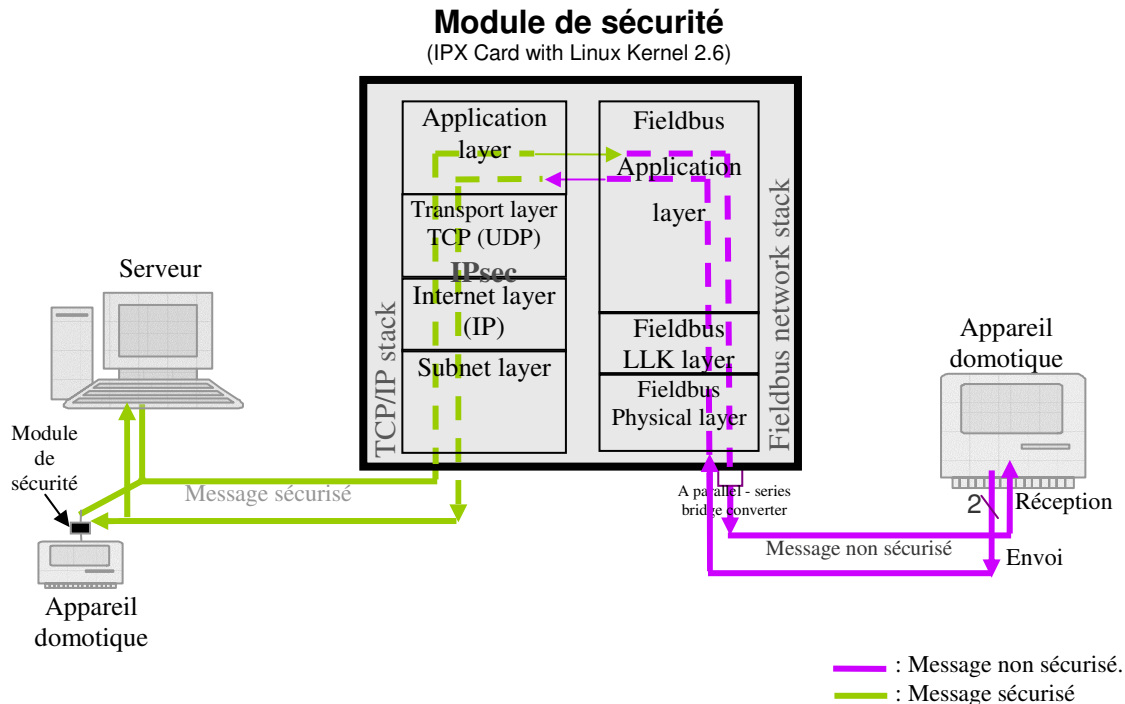 Module de sécurité
(IPX Card with Linux Kernel 2.6)
Application
layer
Transport layer
TCP (UDP)
IPsec
Internet layer
(IP)
Subnet layer
TCP/IP stack
Fieldbus
Application
layer
Fieldbus
LLK layer
Fieldbus
Physical layer
Fieldbus network stack
Serveur
Module
de
sécurité
Message sécurisé
Appareil
domotique
A parallel - series
bridge converter
Appareil
domotique
2
Réception
Message non sécurisé
Envoi
: Message non sécurisé.
: Message sécurisé